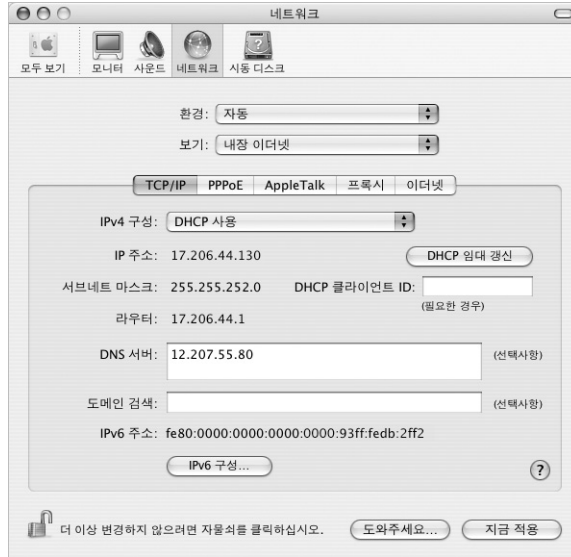 네트워크
모두 보기 모니터 사운드 네트워크 시동 디스크
환경: 자동
보기: 내장 이더넷
TCP/IP PPPoE AppleTalk 프록시 이더넷
IPv4 구성: DHCP 사용
IP 주소: 17.206.44.130 DHCP 임대 갱신
서브네트 마스크: 255.255.252.0 DHCP 클라이언트 ID:
(필요한 경우)
라우터: 17.206.44.1
DNS 서버: 12.207.55.80 (선택사항)
도메인 검색: (선택사항)
IPv6 주소: fe80:0000:0000:0000:0000:93ff:fedb:2ff2
IPv6 구성... ?
더 이상 변경하지 않으려면 자물쇠를 클릭하십시오. 도와주세요... 지금 적용